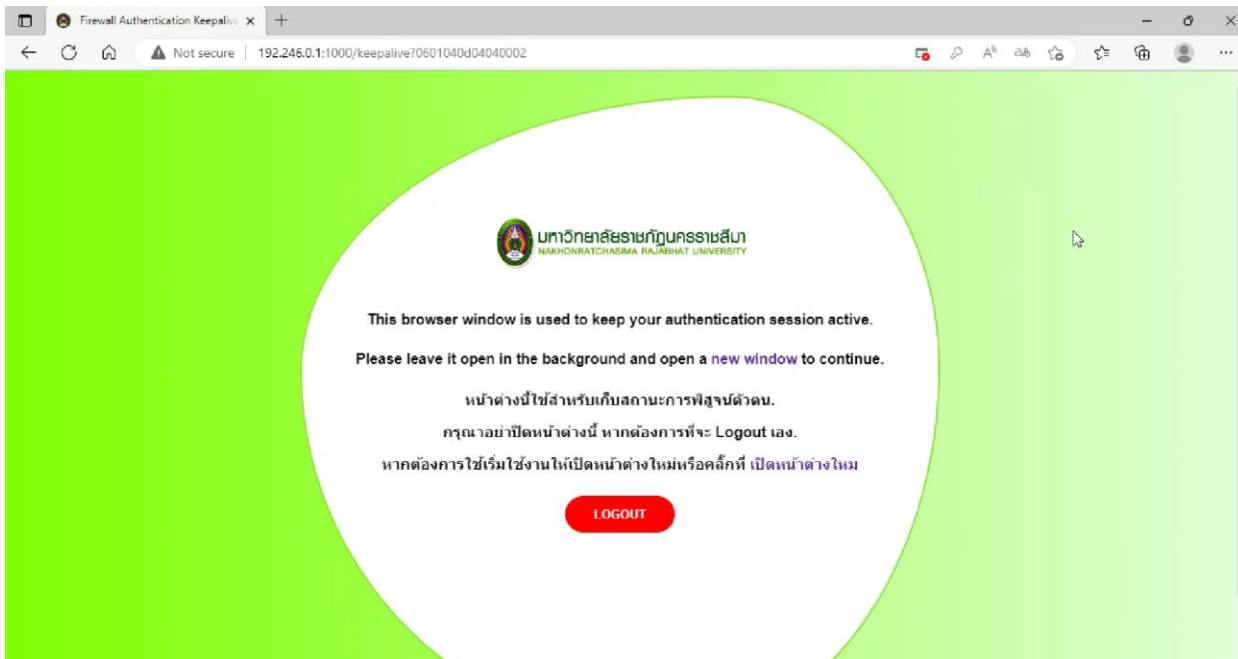 Firewall Authentication Keepaliv
Not secure | 192.246.0.1:1000/keepalive?0601040d04040002
มหาวิทยาลัยราชภัฏนครราชสีมา
NAKHONRATCHASIMA RAJABHAT UNIVERSITY
This browser window is used to keep your authentication session active.
Please leave it open in the background and open a new window to continue.
หน้าต่างนี้ใช้สำหรับเก็บสถานะการพิสูจน์ตัวตน.
กรุณาอย่าปิดหน้าต่างนี้ หากต้องการที่จะ Logout เอง.
หากต้องการใช้เริ่มใช้งานให้เปิดหน้าต่างใหม่หรือคลิ๊กที่ เปิดหน้าต่างใหม่
LOGOUT